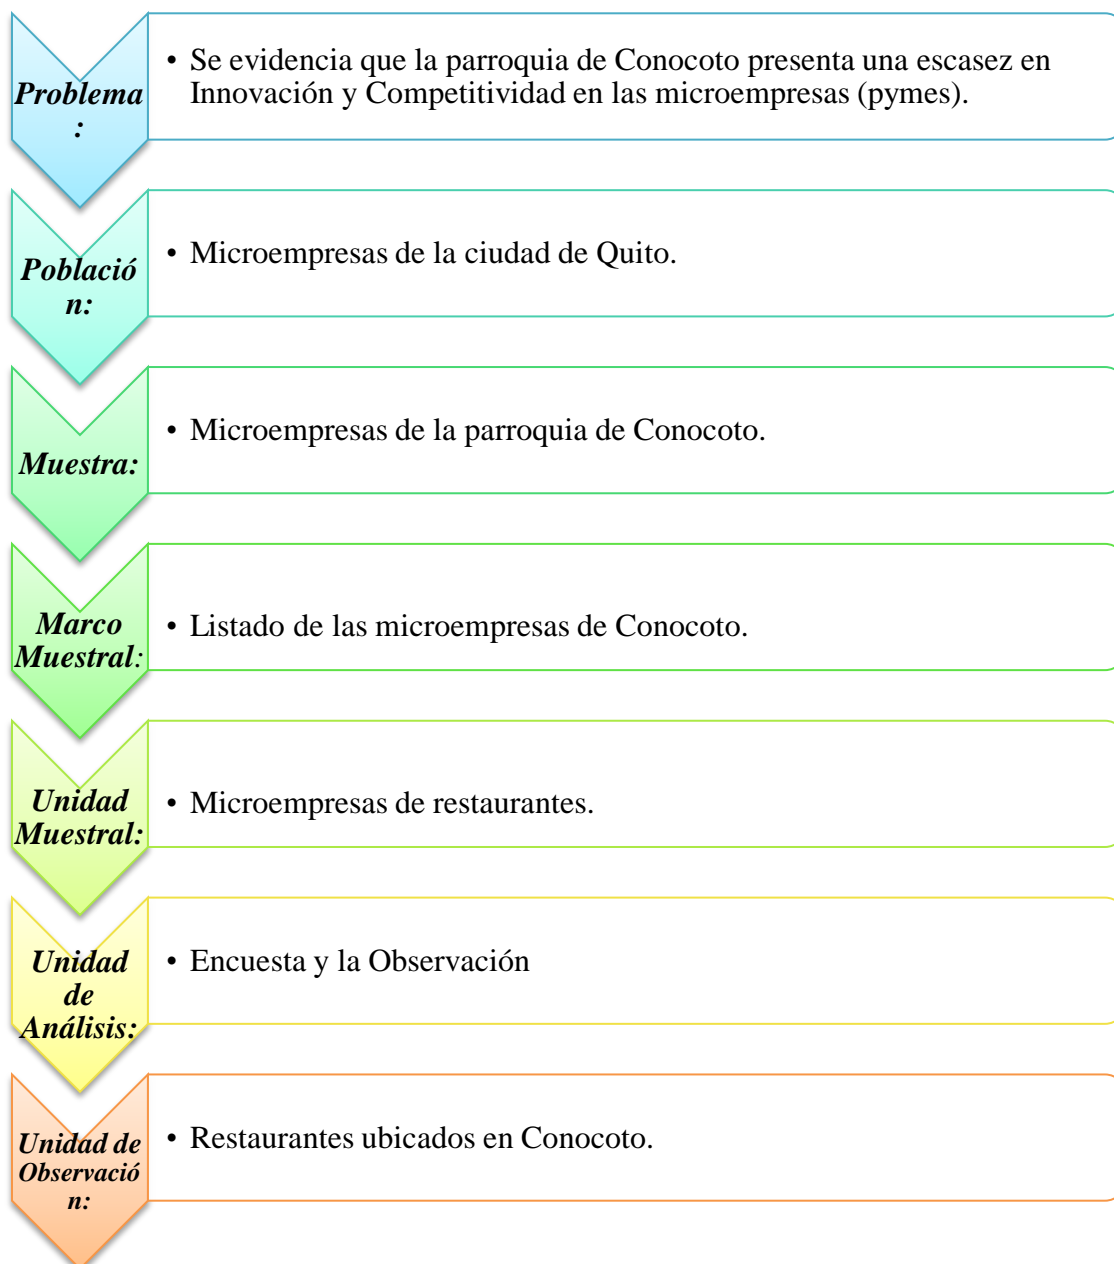 Problema
:
• Se evidencia que la parroquia de Conocoto presenta una escasez en
Innovación y Competitividad en las microempresas (pymes).
Població
n:
• Microempresas de la ciudad de Quito.
Muestra:
• Microempresas de la parroquia de Conocoto.
Marco
Muestral:
• Listado de las microempresas de Conocoto.
Unidad
Muestral:
• Microempresas de restaurantes.
Unidad
de
Análisis:
• Encuesta y la Observación
Unidad de
Observació
n:
• Restaurantes ubicados en Conocoto.